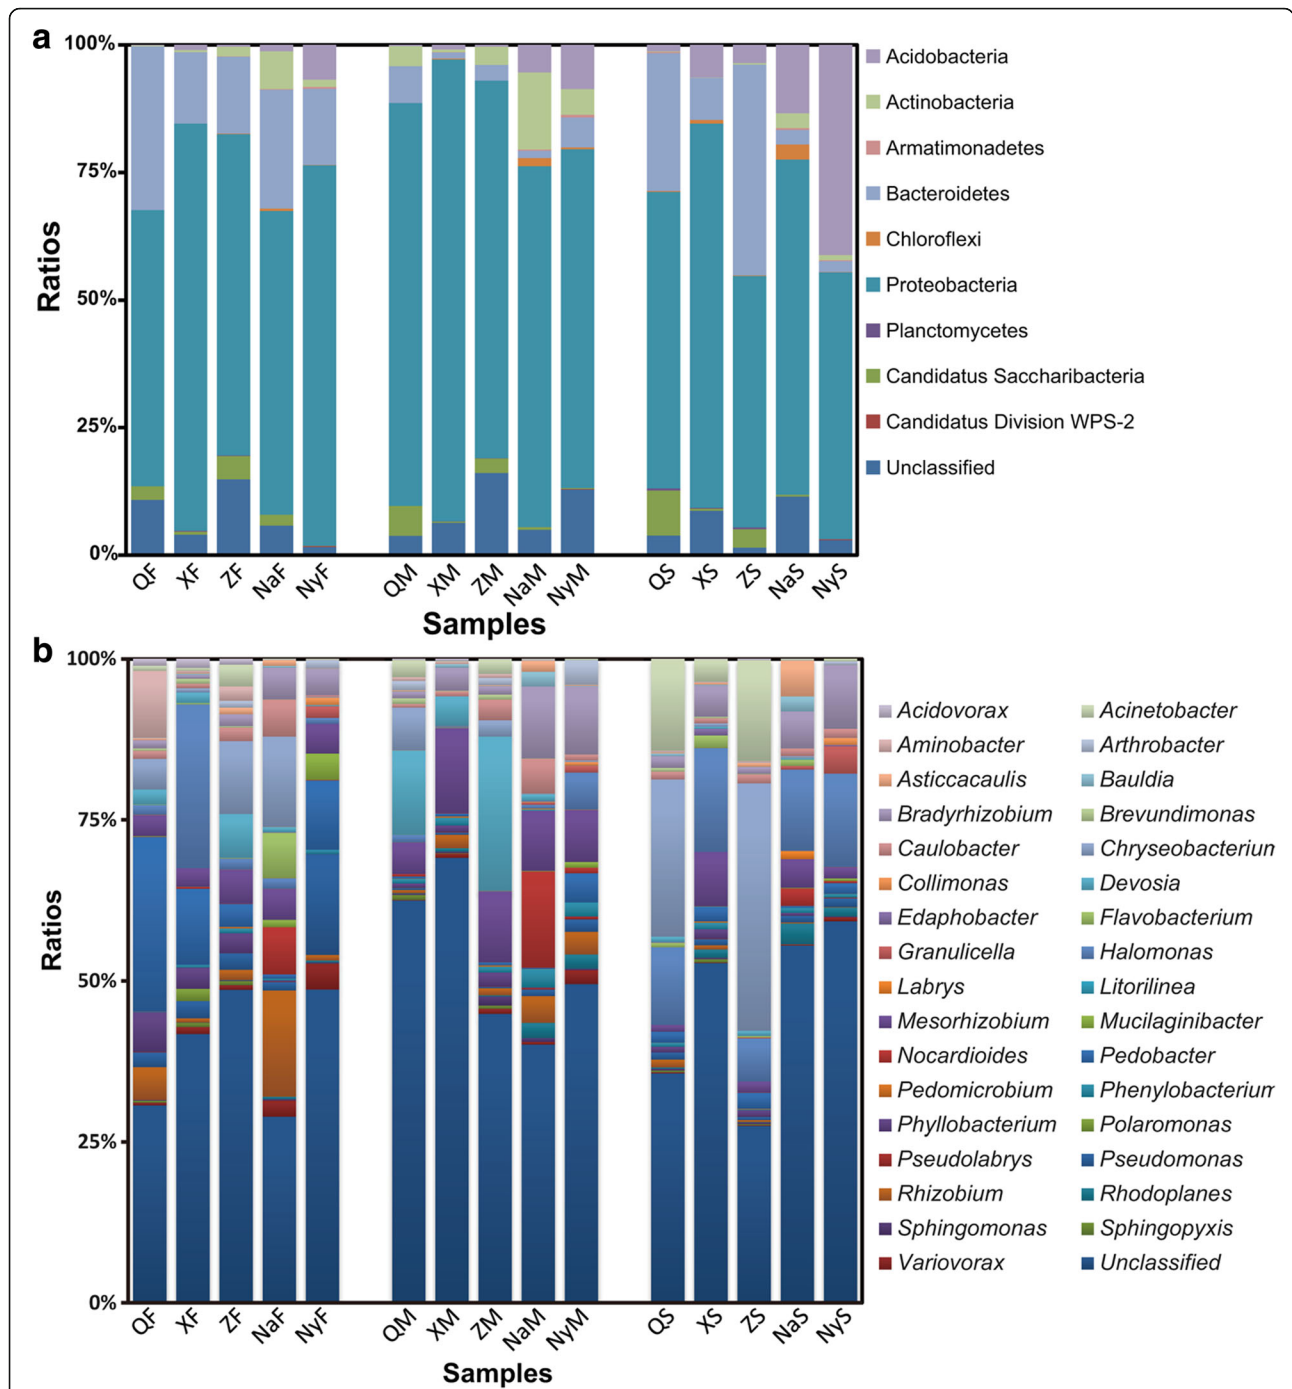 a
100%
75%
50%
25%
0%
Ratios
QF XF ZF NaF NyF QM XM ZM NaM NyM QS XS ZS NaS NyS
Samples
Acidobacteria
Actinobacteria
Armatimonadetes
Bacteroidetes
Chloroflexi
Proteobacteria
Planctomycetes
Candidatus Saccharibacteria
Candidatus Division WPS-2
Unclassified
b
100%
75%
50%
25%
0%
Ratios
QF XF ZF NaF NyF QM XM ZM NaM NyM QS XS ZS NaS NyS
Samples
Acidovorax Acinetobacter
Aminobacter Arthrobacter
Asticcacaulis Bauldia
Bradyrhizobium Brevundimonas
Caulobacter Chryseobacteriun
Collimonas Devosia
Edaphobacter Flavobacterium
Granulicella Halomonas
Labrys Litorilinea
Mesorhizobium Mucilaginibacter
Nocardioides Pedobacter
Pedomicrobium Phenylobacterium
Phyllobacterium Polaromonas
Pseudolabrys Pseudomonas
Rhizobium Rhodoplanes
Sphingomonas Sphingopyxis
Variovorax Unclassified